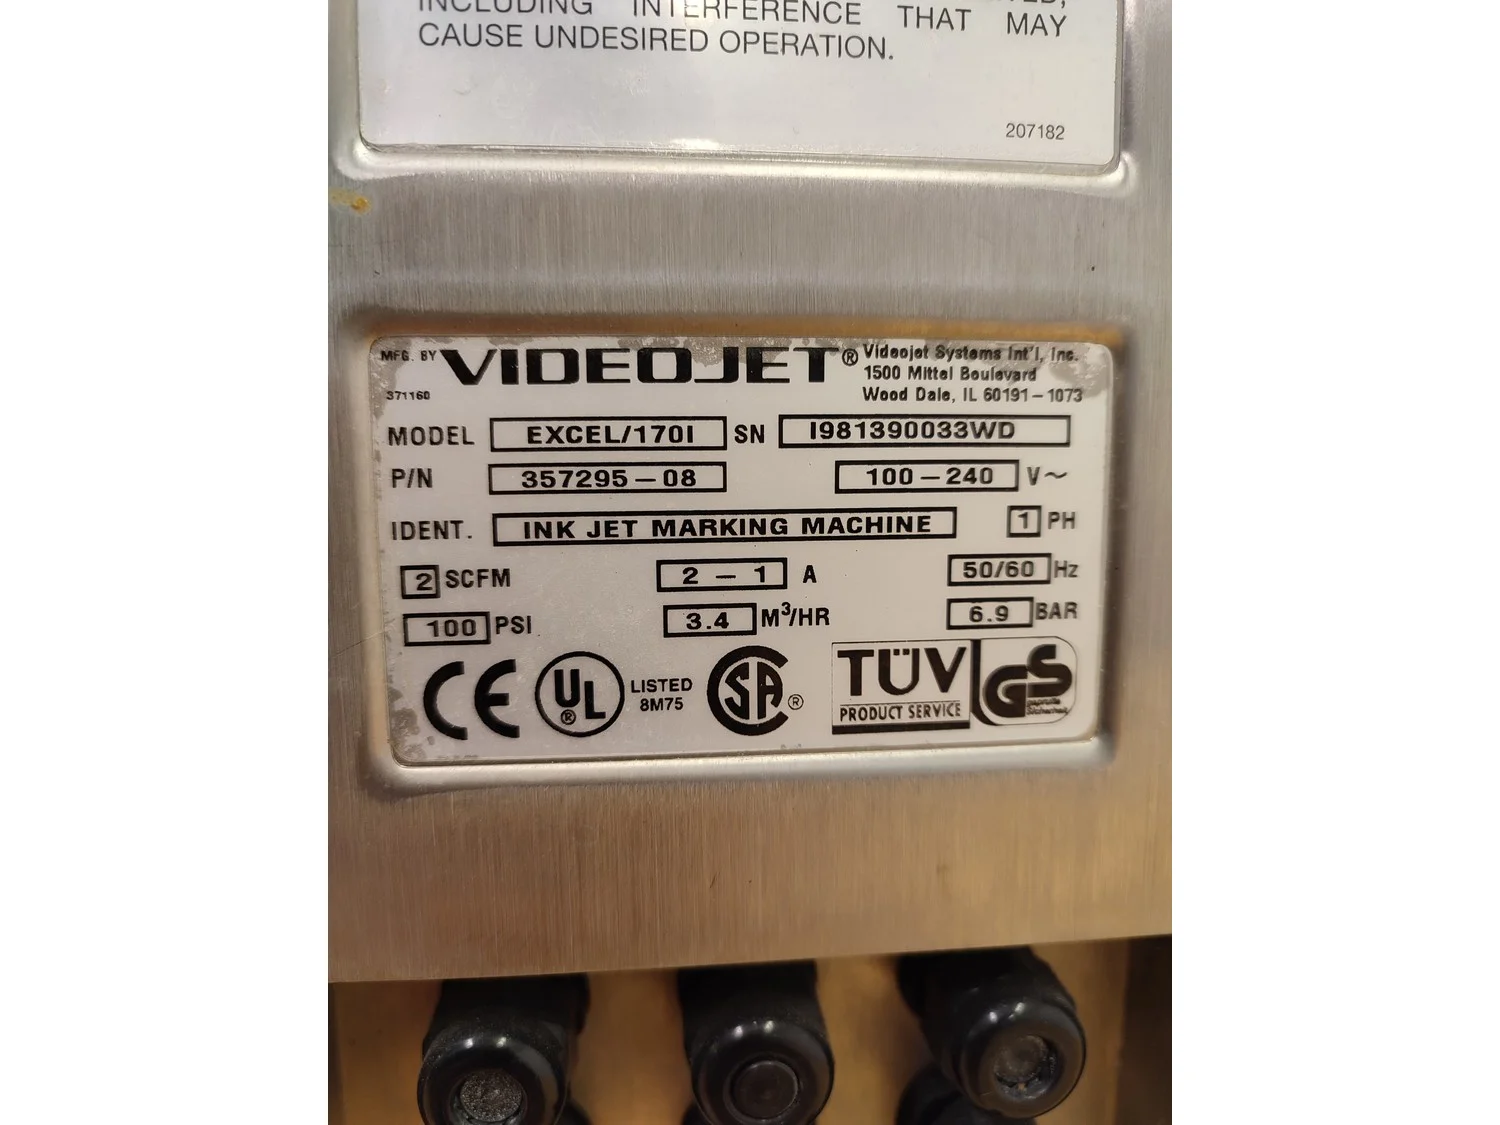 INCLUDING INTERFERENCE THAT MAY
CAUSE UNDESIRED OPERATION.
207182
MFG. BY VIDEOJET® Videojet Systems Int'l, Inc.
1500 Mittel Boulevard
371160 Wood Dale, IL 60191-1073
MODEL EXCEL/170I SN I981390033WD
P/N 357295-08 100-240 V~
IDENT. INK JET MARKING MACHINE 1 PH
2 SCFM 2 - 1 A 50/60 Hz
100 PSI 3.4 M³/HR 6.9 BAR
CE UL® LISTED 8M75 SA® TÜV PRODUCT SERVICE GS geprüfte Sicherheit